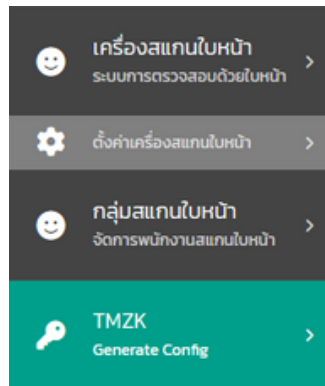 เครื่องสแกนใบหน้า
ระบบการตรวจสอบด้วยใบหน้า
ตั้งค่าเครื่องสแกนใบหน้า
กลุ่มสแกนใบหน้า
จัดการพนักงานสแกนใบหน้า
TMZK
Generate Config